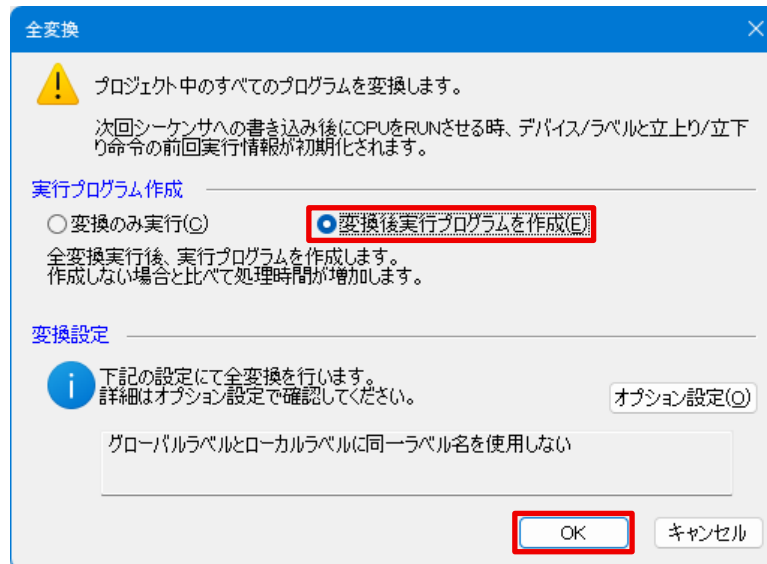 全変換
プロジェクト中のすべてのプログラムを変換します。
次回シーケンサへの書き込み後にCPUをRUNさせる時、デバイス/ラベルと立上り/立下
り命令の前回実行情報が初期化されます。
実行プログラム作成
変換のみ実行(C)
変換後実行プログラムを作成(E)
全変換実行後、実行プログラムを作成します。
作成しない場合と比べて処理時間が増加します。
変換設定
下記の設定にて全変換を行います。
詳細はオプション設定で確認してください。
オプション設定(O)
グローバルラベルとローカルラベルに同一ラベル名を使用しない
OK
キャンセル